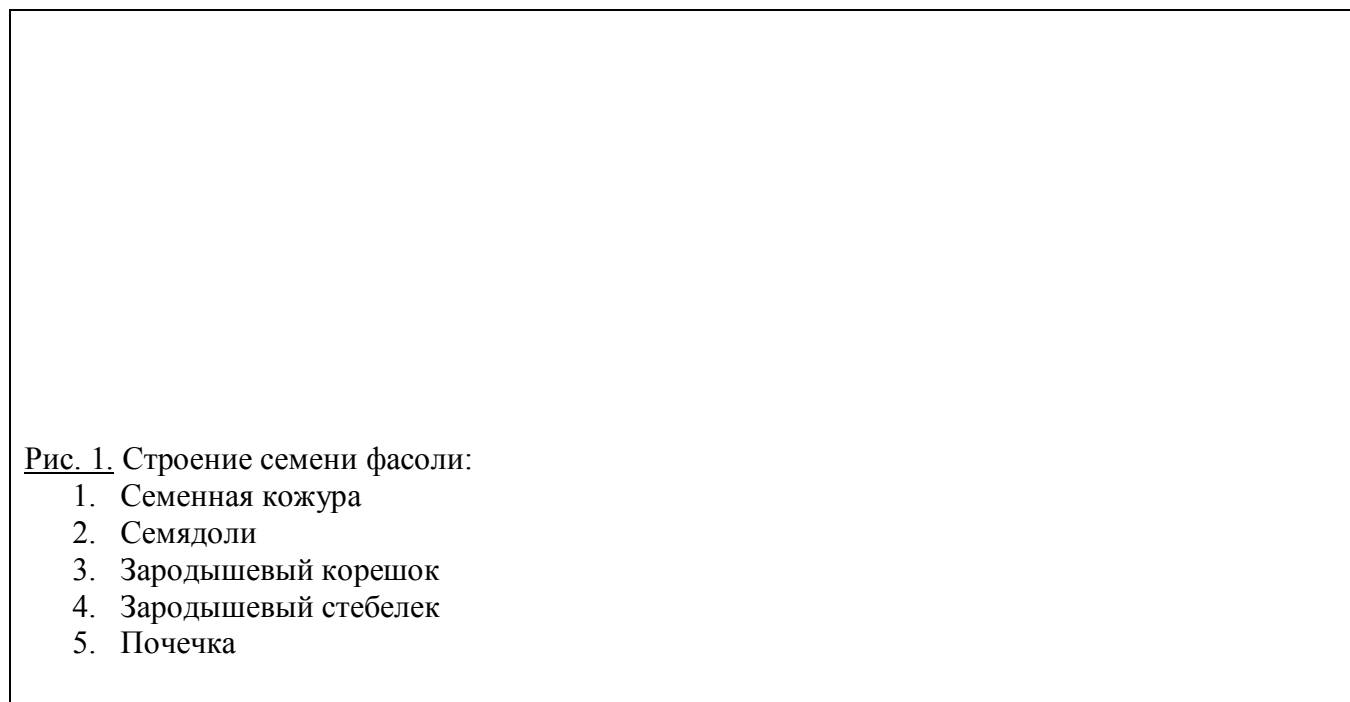 Рис. 1. Строение семени фасоли:
1. Семенная кожура
2. Семядоли
3. Зародышевый корешок
4. Зародышевый стебелек
5. Почечка